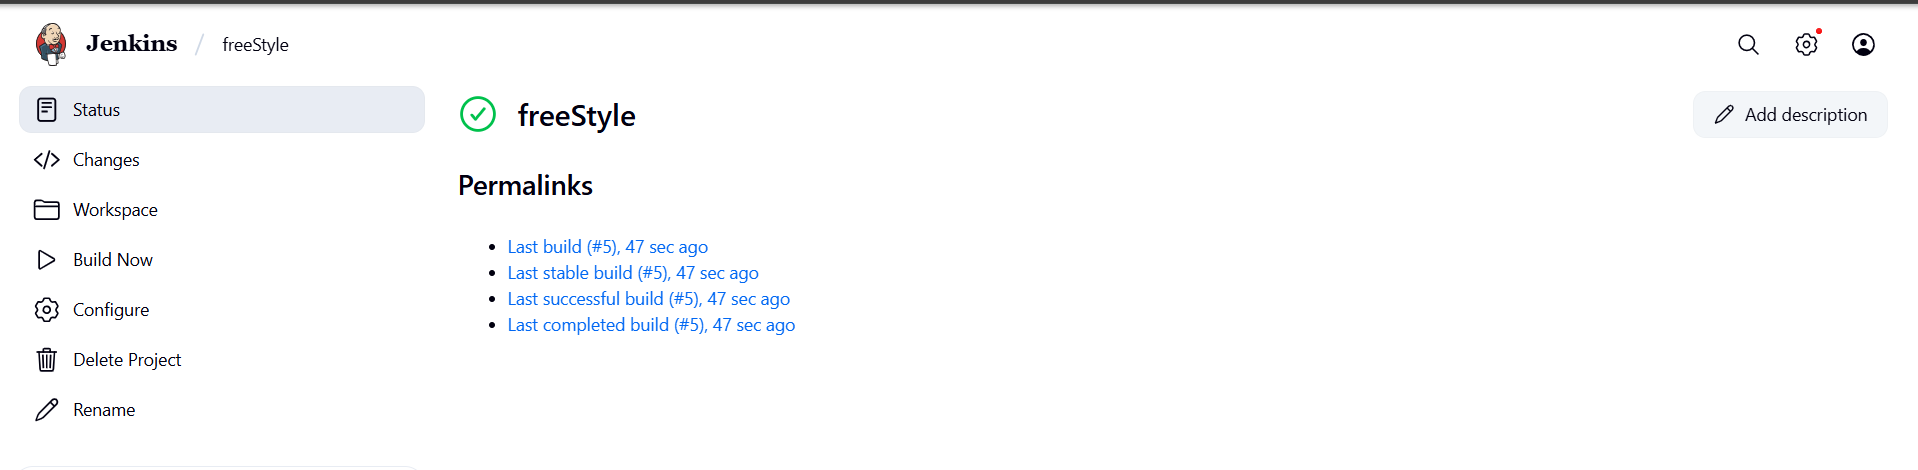 Jenkins / freeStyle
Status
Changes
Workspace
Build Now
Configure
Delete Project
Rename
freeStyle
Add description
Permalinks
Last build (#5), 47 sec ago
Last stable build (#5), 47 sec ago
Last successful build (#5), 47 sec ago
Last completed build (#5), 47 sec ago